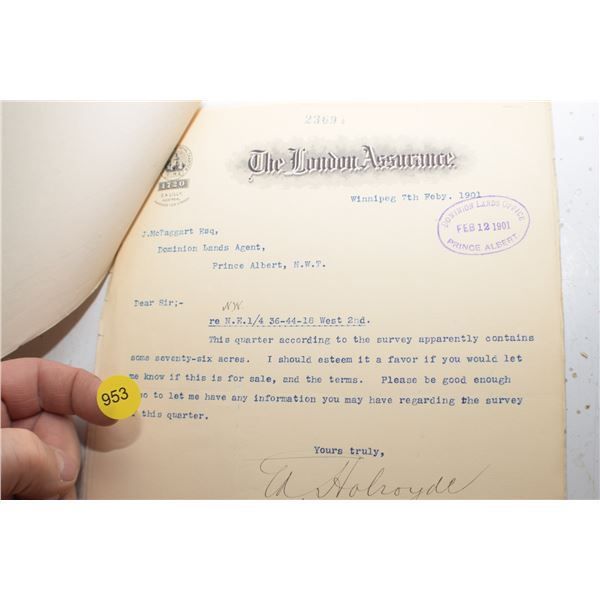 2369
The London Assurance.
1720
Winnipeg 7th Feby. 1901
DOMINION LANDS OFFICE
FEB 12 1901
PRINCE ALBERT
J.McTaggart Esq,
Dominion Lands Agent,
Prince Albert, N.W.T.
Dear Sir;-
N.W.
re N.E.1/4 36-44-18 West 2nd.
This quarter according to the survey apparently contains
some seventy-six acres. I should esteem it a favor if you would let
me know if this is for sale, and the terms. Please be good enough
so to let me have any information you may have regarding the survey
f this quarter.
953
Yours truly,
Ed. Holroyde